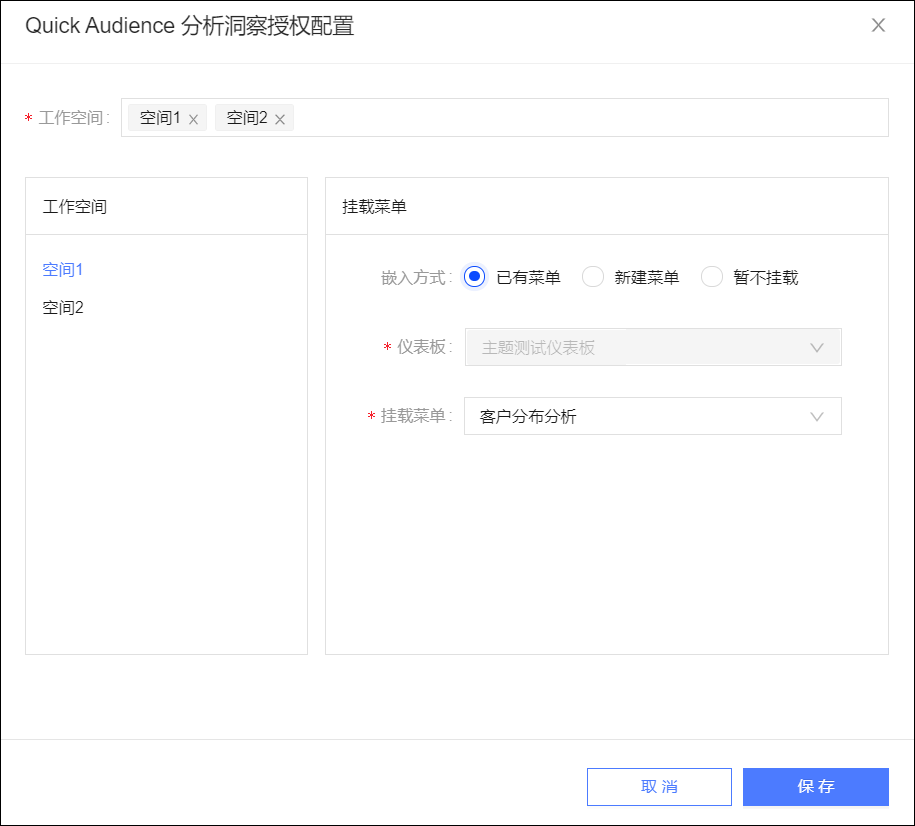 Quick Audience 分析洞察授权配置
* 工作空间: 空间1 × 空间2 ×
工作空间
空间1
空间2
挂载菜单
嵌入方式: 已有菜单 新建菜单 暂不挂载
* 仪表板: 主题测试仪表板
* 挂载菜单: 客户分布分析
取 消 保 存